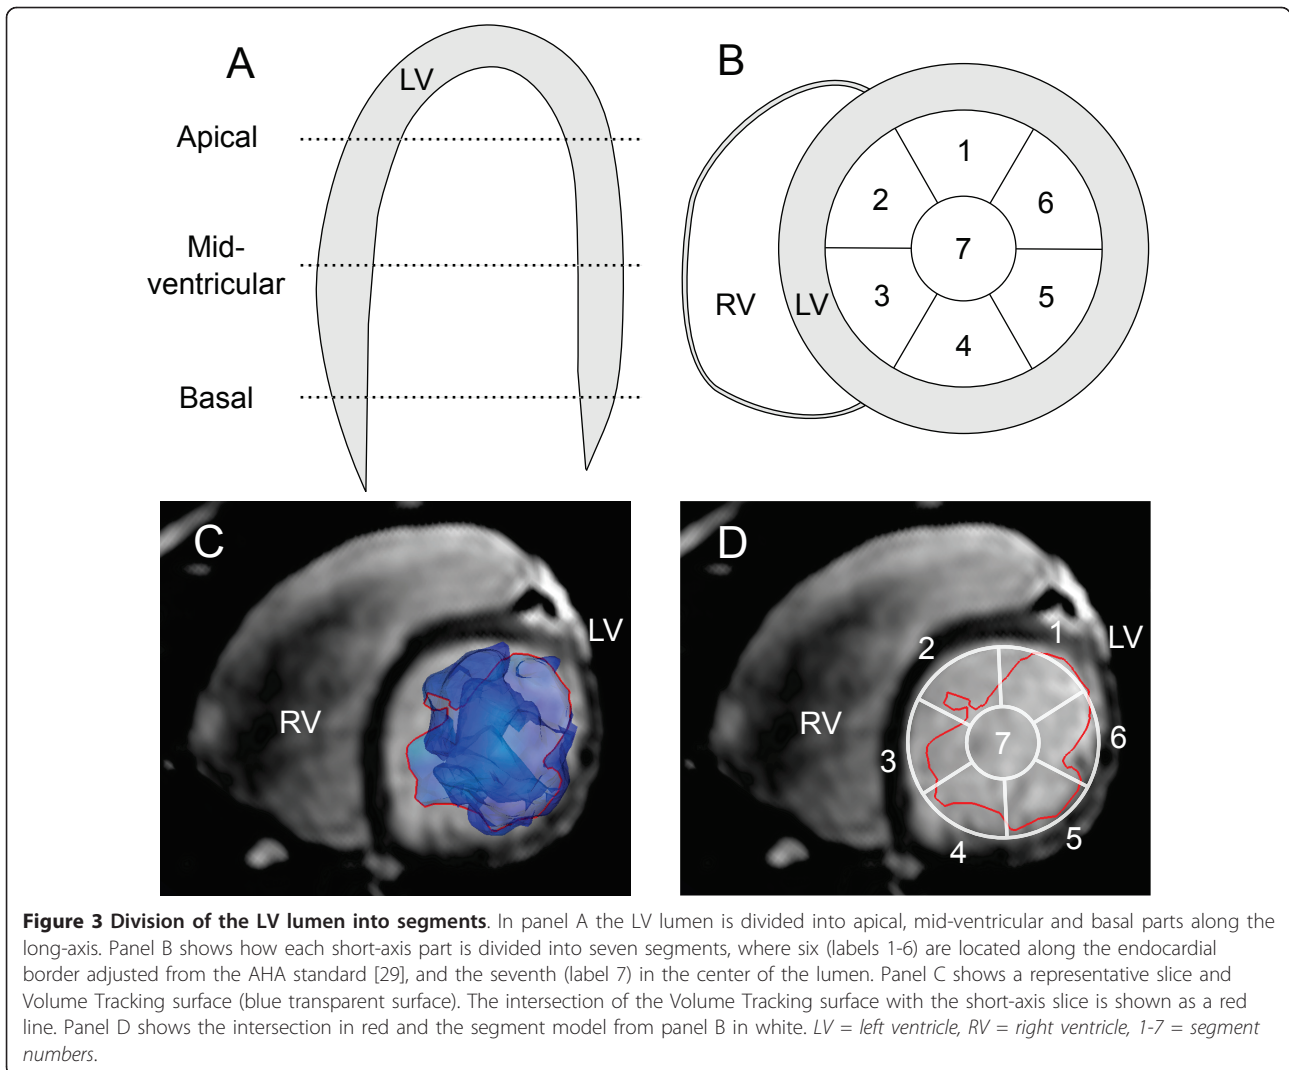 A
LV
Apical
Mid-
ventricular
Basal
B
1
2
6
7
3
5
4
RV
LV
C
LV
RV
D
1
2
LV
RV
7
6
3
4
5
Figure 3 Division of the LV lumen into segments. In panel A the LV lumen is divided into apical, mid-ventricular and basal parts along the
long-axis. Panel B shows how each short-axis part is divided into seven segments, where six (labels 1-6) are located along the endocardial
border adjusted from the AHA standard [29], and the seventh (label 7) in the center of the lumen. Panel C shows a representative slice and
Volume Tracking surface (blue transparent surface). The intersection of the Volume Tracking surface with the short-axis slice is shown as a red
line. Panel D shows the intersection in red and the segment model from panel B in white. LV = left ventricle, RV = right ventricle, 1-7 = segment
numbers.